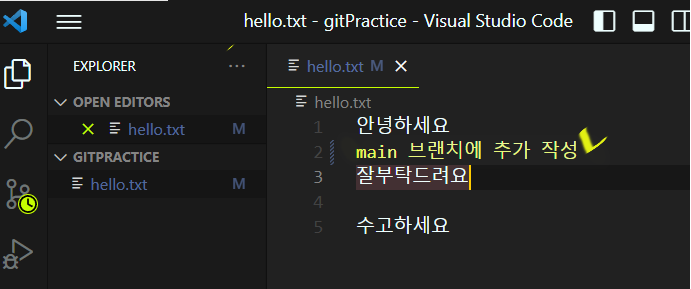 hello.txt - gitPractice - Visual Studio Code
EXPLORER
hello.txt M
OPEN EDITORS
hello.txt M
GITPRACTICE
hello.txt M
hello.txt
1 안녕하세요
2 main 브랜치에 추가 작성
3 잘부탁드려요
5 수고하세요